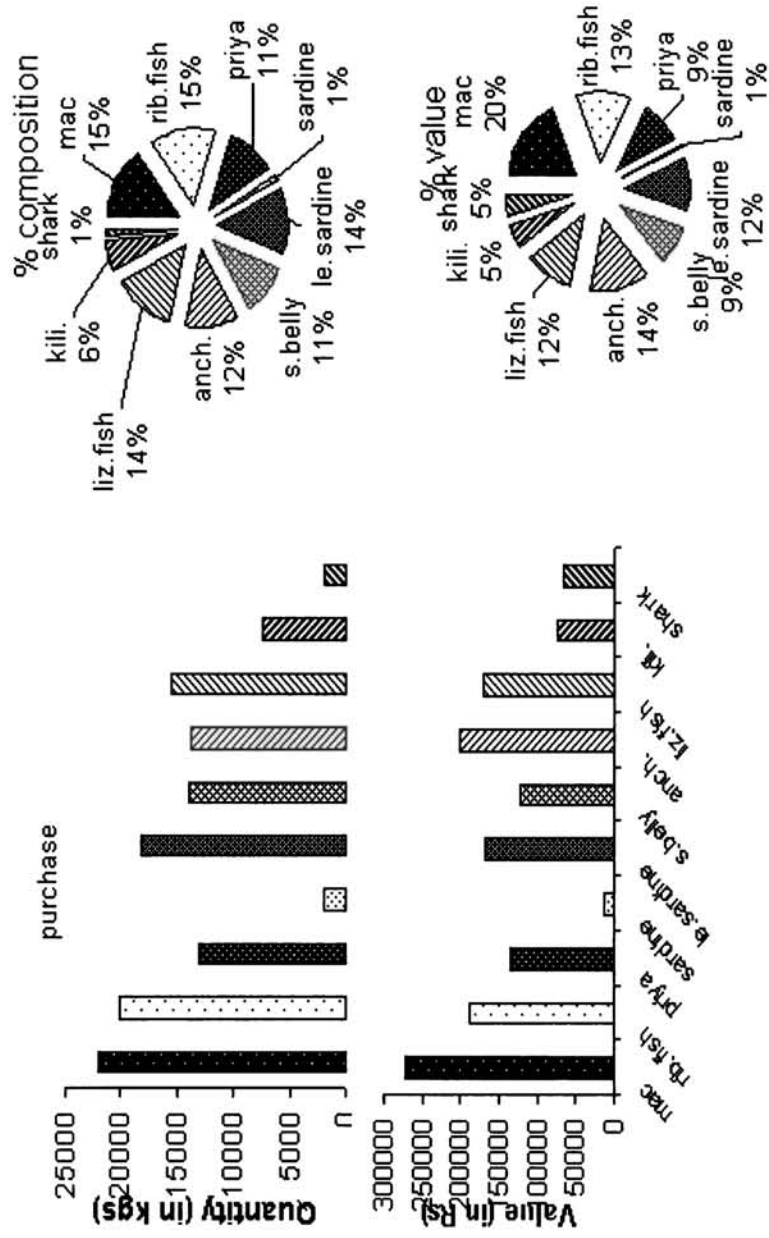 purchase
Quantity (in kgs)
25000
20000
15000
10000
5000
0
Value (in Rs)
300000
250000
200000
150000
100000
50000
0
mac
rib.fish
priya
sardine
le.sardine
s.belly
anch.
liz.fish
kili.
shark
% composition
mac
15%
rib.fish
15%
priya
11%
sardine
1%
le.sardine
14%
s.belly
11%
anch.
12%
liz.fish
14%
kili.
6%
shark
1%
% value
mac
20%
rib.fish
13%
priya
9%
sardine
1%
le.sardine
12%
s.belly
9%
anch.
14%
liz.fish
12%
kili.
5%
shark
5%